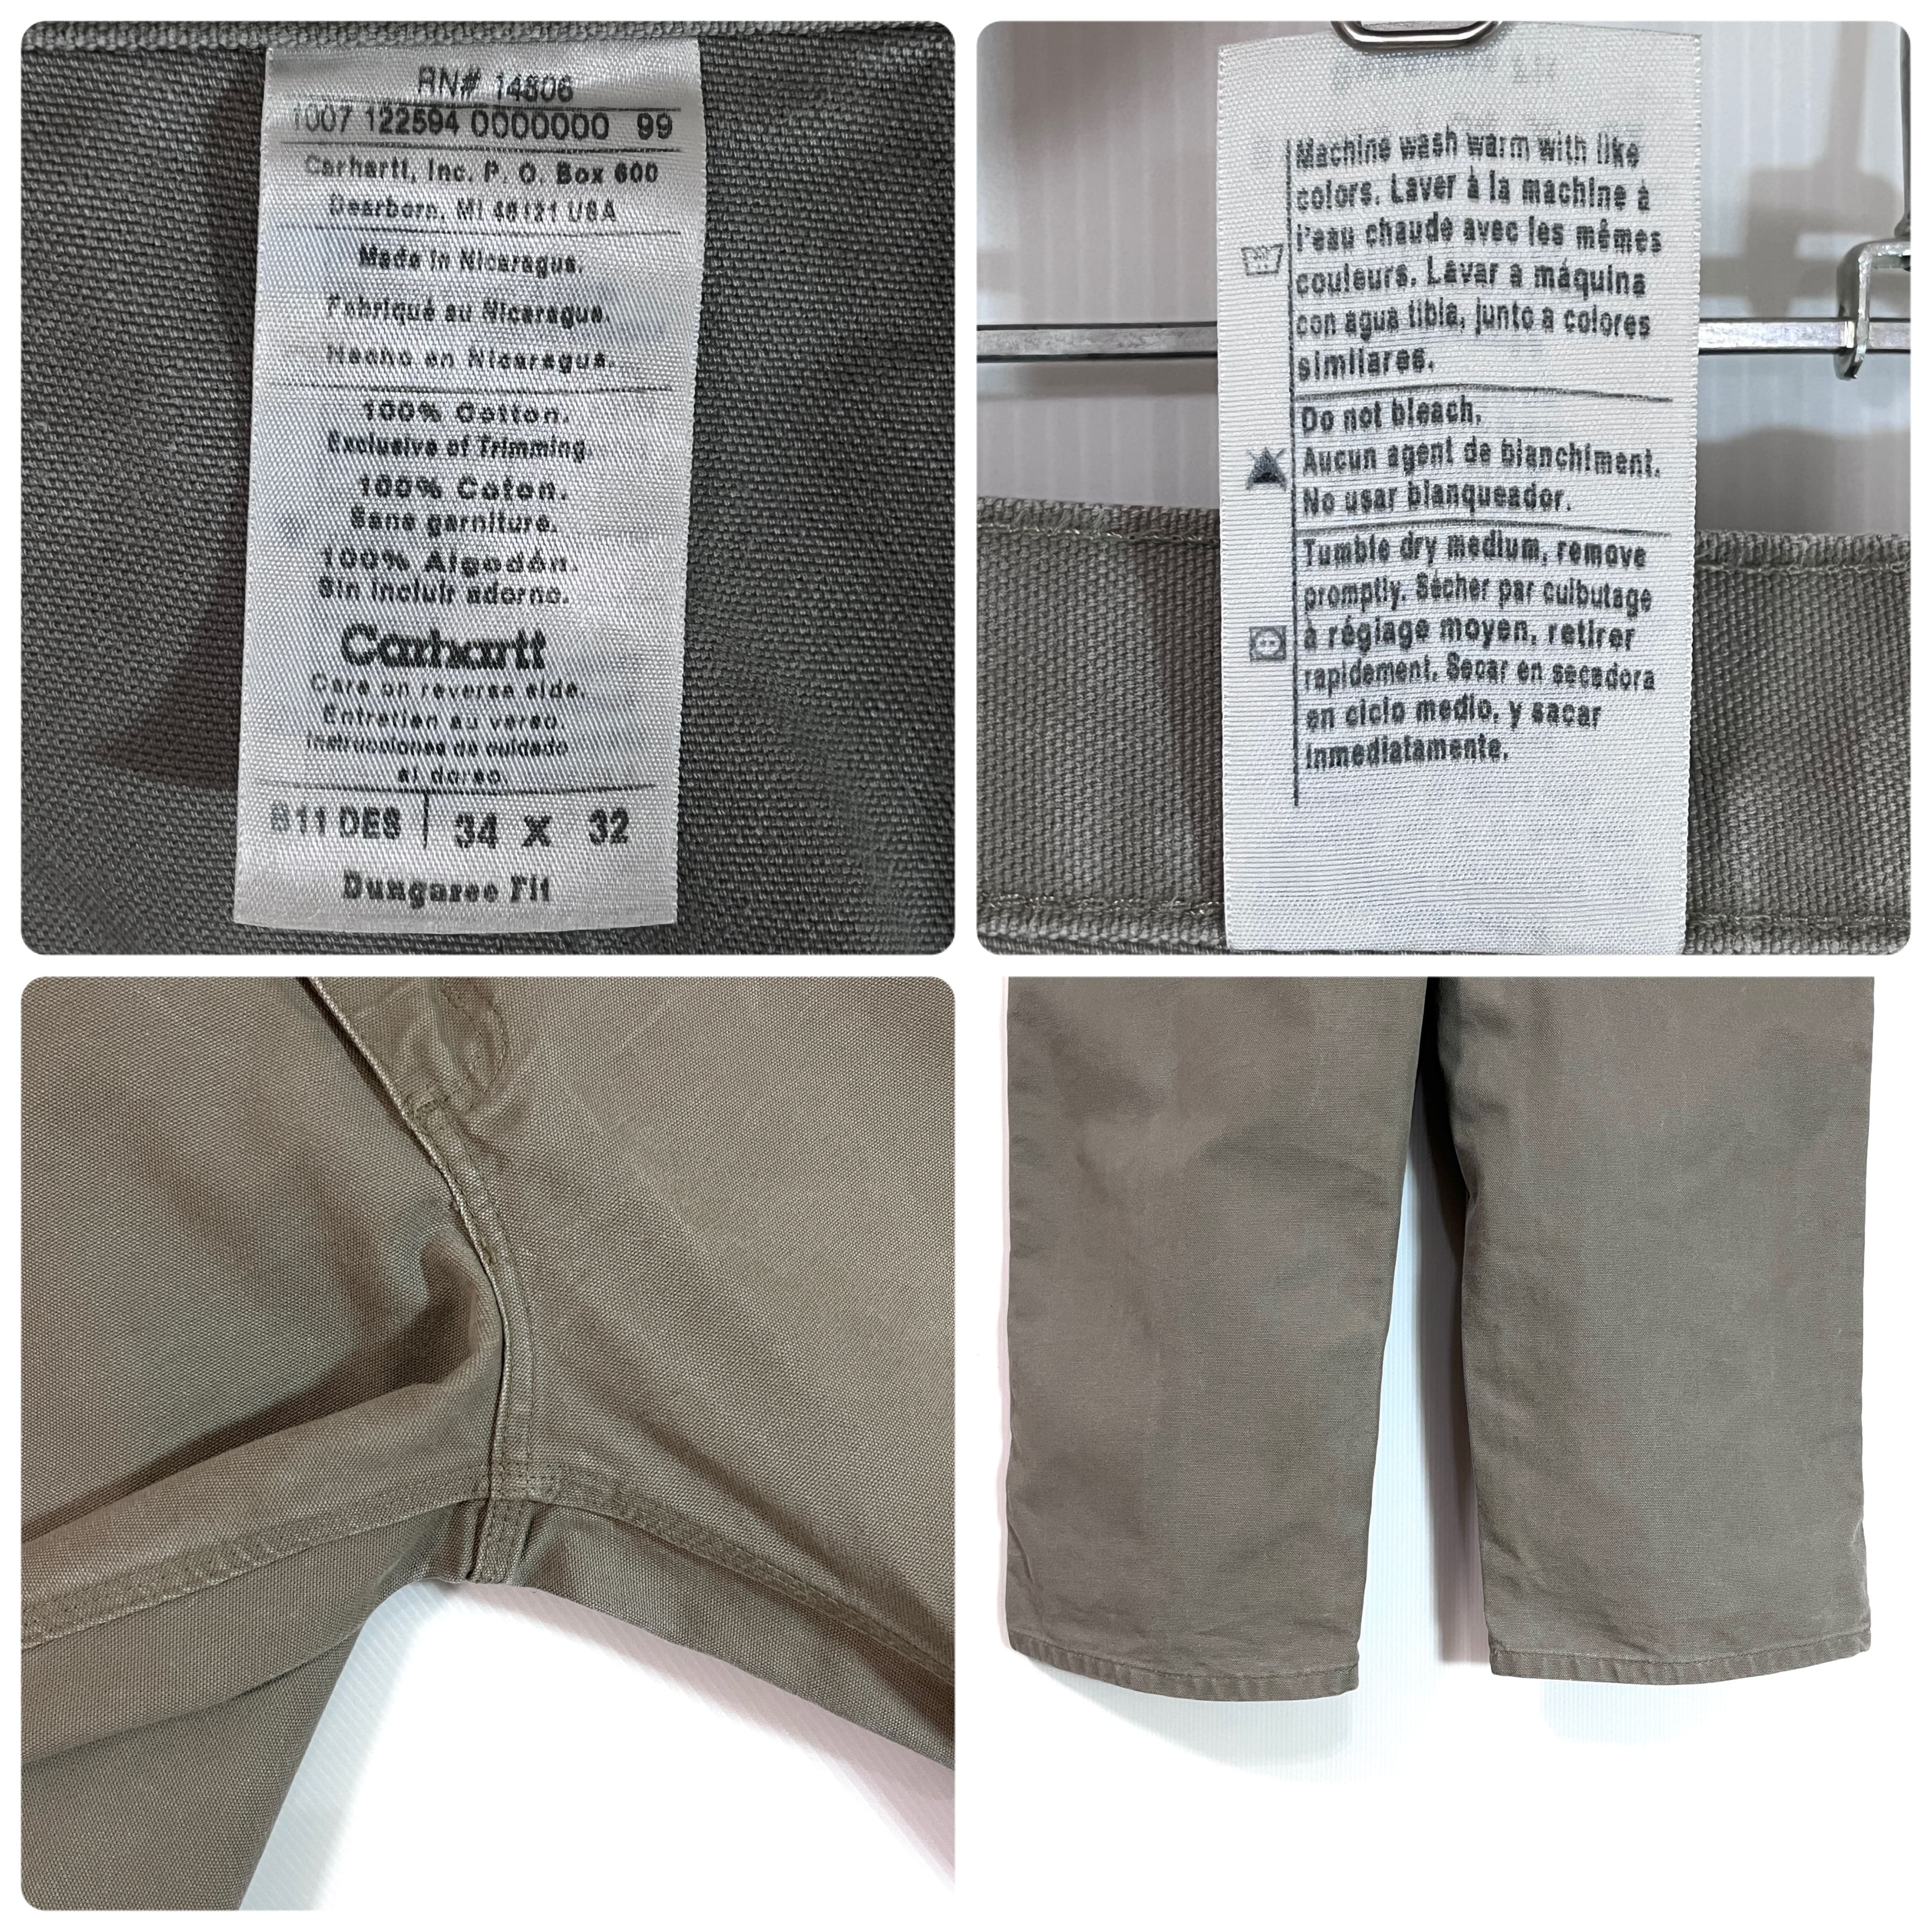 RN# 14806
1007 122594 0000000 99
Carhartt, Inc. P. O. Box 600
Dearborn, MI 48121 USA
Made in Nicaragua.
Fabriqué au Nicaragua.
Hecho en Nicaragua.
100% Cotton.
Exclusive of Trimming.
100% Coton.
Sans garniture.
100% Algodón.
Sin incluir adorno.
Carhartt
Care on reverse side.
Entretien au verso.
Instrucciones de cuidado
al dorso.
B11 DES 34 X 32
Dungaree Fit
Machine wash warm with like
colors. Laver à la machine à
l'eau chaude avec les mêmes
couleurs. Lavar a máquina
con agua tibia, junto a colores
similares.
Do not bleach.
Aucun agent de blanchiment.
No usar blanqueador.
Tumble dry medium, remove
promptly. Sécher par culbutage
à réglage moyen, retirer
rapidement. Secar en secadora
en ciclo medio, y sacar
inmediatamente.